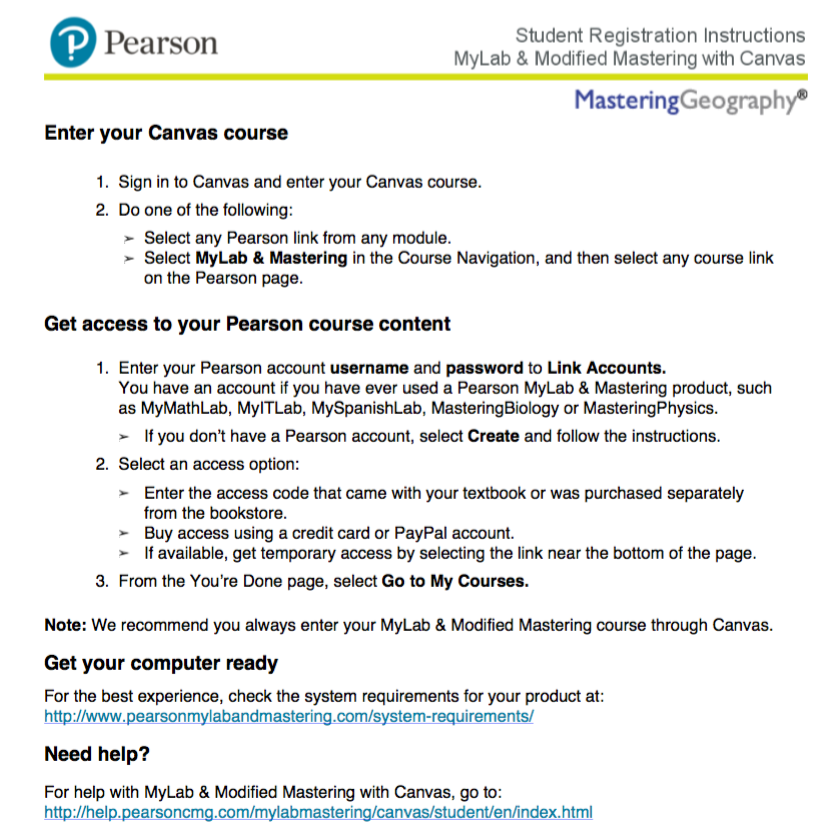 Pearson
Student Registration Instructions
MyLab & Modified Mastering with Canvas
MasteringGeography®
Enter your Canvas course
1. Sign in to Canvas and enter your Canvas course.
2. Do one of the following:
➢ Select any Pearson link from any module.
➢ Select MyLab & Mastering in the Course Navigation, and then select any course link
on the Pearson page.
Get access to your Pearson course content
1. Enter your Pearson account username and password to Link Accounts.
You have an account if you have ever used a Pearson MyLab & Mastering product, such
as MyMathLab, MyITLab, MySpanishLab, MasteringBiology or MasteringPhysics.
➢ If you don’t have a Pearson account, select Create and follow the instructions.
2. Select an access option:
➢ Enter the access code that came with your textbook or was purchased separately
from the bookstore.
➢ Buy access using a credit card or PayPal account.
➢ If available, get temporary access by selecting the link near the bottom of the page.
3. From the You’re Done page, select Go to My Courses.
Note: We recommend you always enter your MyLab & Modified Mastering course through Canvas.
Get your computer ready
For the best experience, check the system requirements for your product at:
http://www.pearsonmylabandmastering.com/system-requirements/
Need help?
For help with MyLab & Modified Mastering with Canvas, go to:
http://help.pearsoncmg.com/mylabmastering/canvas/student/en/index.html